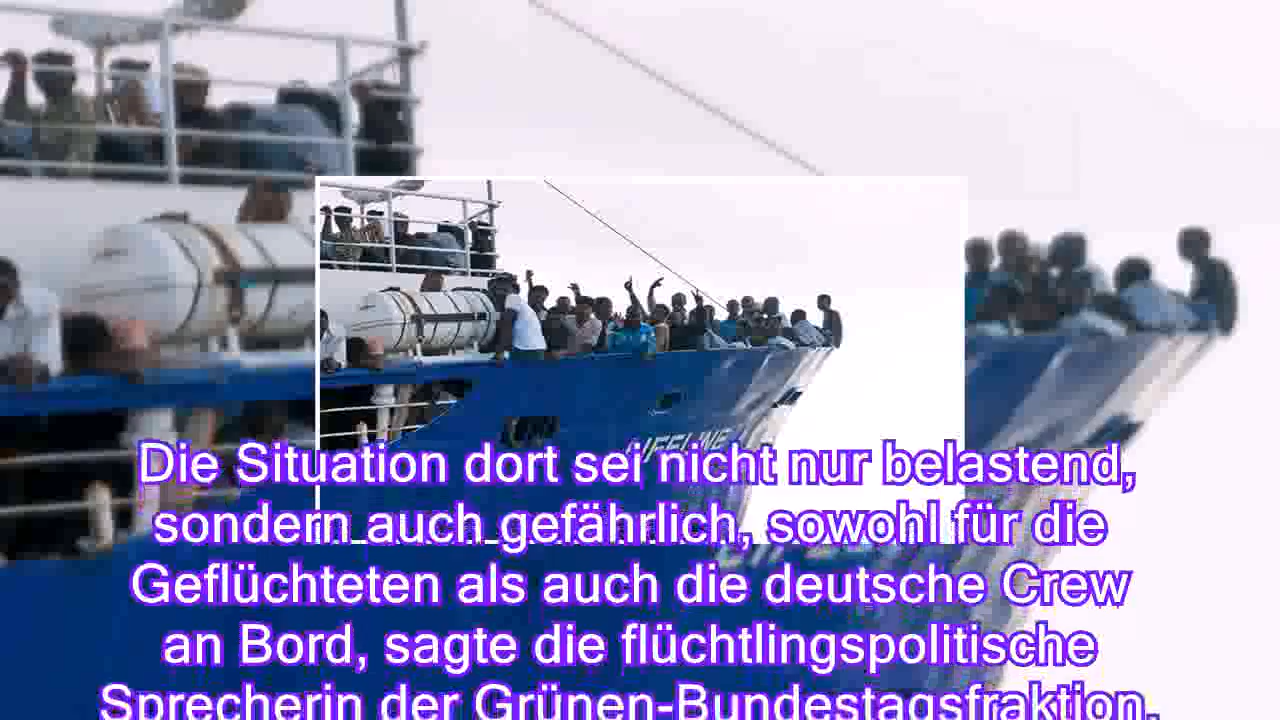 LIFELINE
Die Situation dort sei nicht nur belastend,
sondern auch gefährlich, sowohl für die
Geflüchteten als auch die deutsche Crew
an Bord, sagte die flüchtlingspolitische
Sprecherin der Grünen-Bundestagsfraktion,